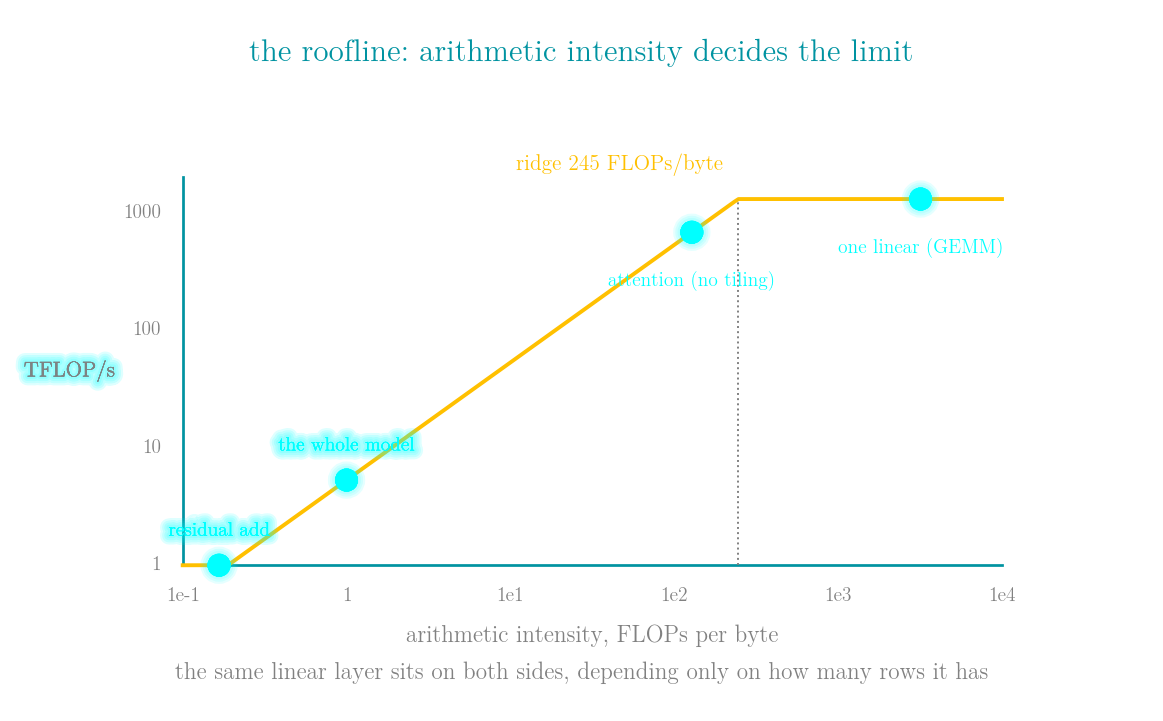 the roofline: arithmetic intensity decides the limit
ridge 245 FLOPs/byte
1000
one linear (GEMM)
attention (no tiling)
100
TFLOP/s
the whole model
10
residual add
1
1e-1 1 1e1 1e2 1e3 1e4
arithmetic intensity, FLOPs per byte
the same linear layer sits on both sides, depending only on how many rows it has